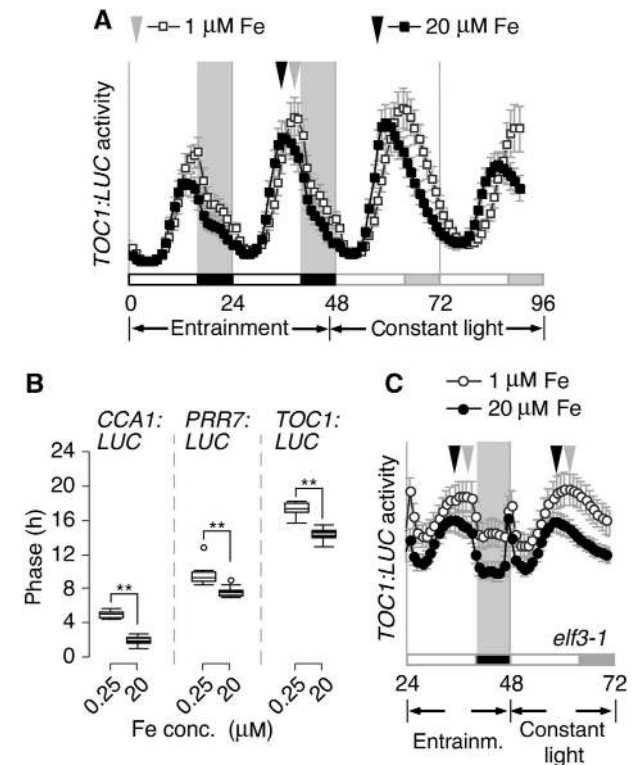 A
1 µM Fe
20 µM Fe
TOC1:LUC activity
0 24 48 72 96
Entrainment Constant light
B
CCA1: PRR7: TOC1:
LUC LUC LUC
Phase (h)
24
20
16
12
8
4
0
** ** **
0.25 20 0.25 20 0.25 20
Fe conc. (µM)
C
1 µM Fe
20 µM Fe
TOC1:LUC activity
elf3-1
24 48 72
Entrainm. Constant
light